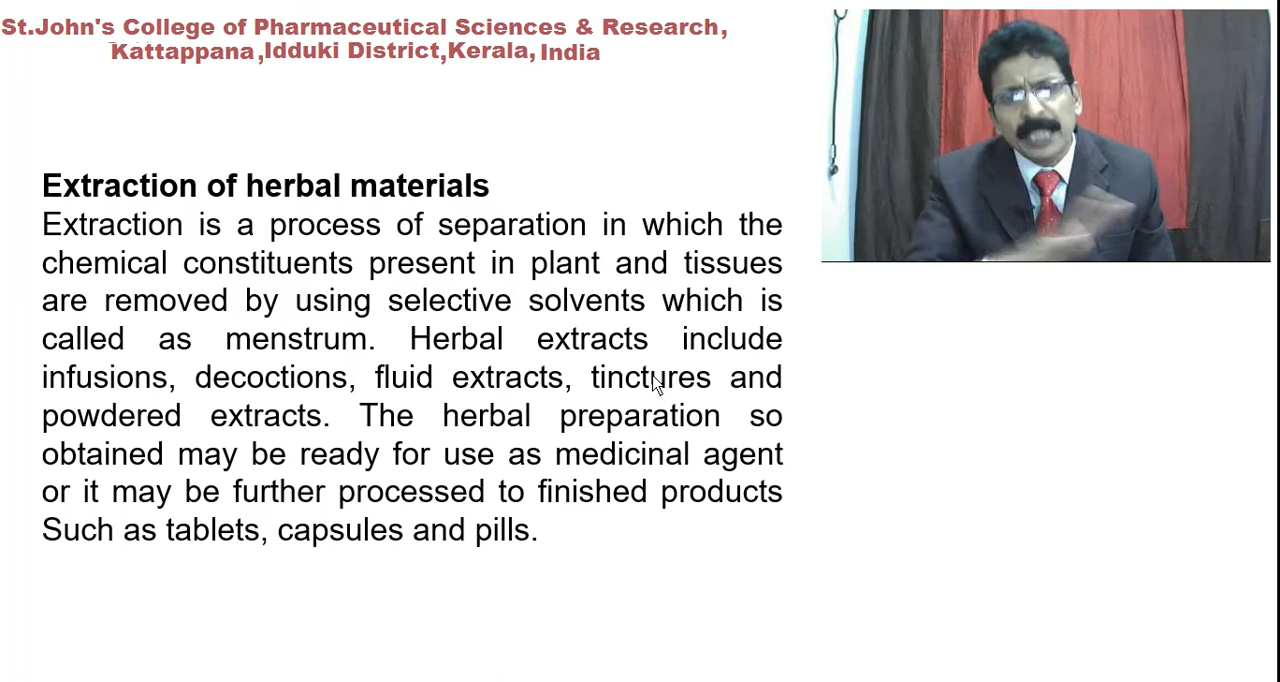 St.John's College of Pharmaceutical Sciences & Research,
Kattappana,Idduki District,Kerala, India
Extraction of herbal materials
Extraction is a process of separation in which the
chemical constituents present in plant and tissues
are removed by using selective solvents which is
called as menstrum. Herbal extracts include
infusions, decoctions, fluid extracts, tinctures and
powdered extracts. The herbal preparation so
obtained may be ready for use as medicinal agent
or it may be further processed to finished products
Such as tablets, capsules and pills.